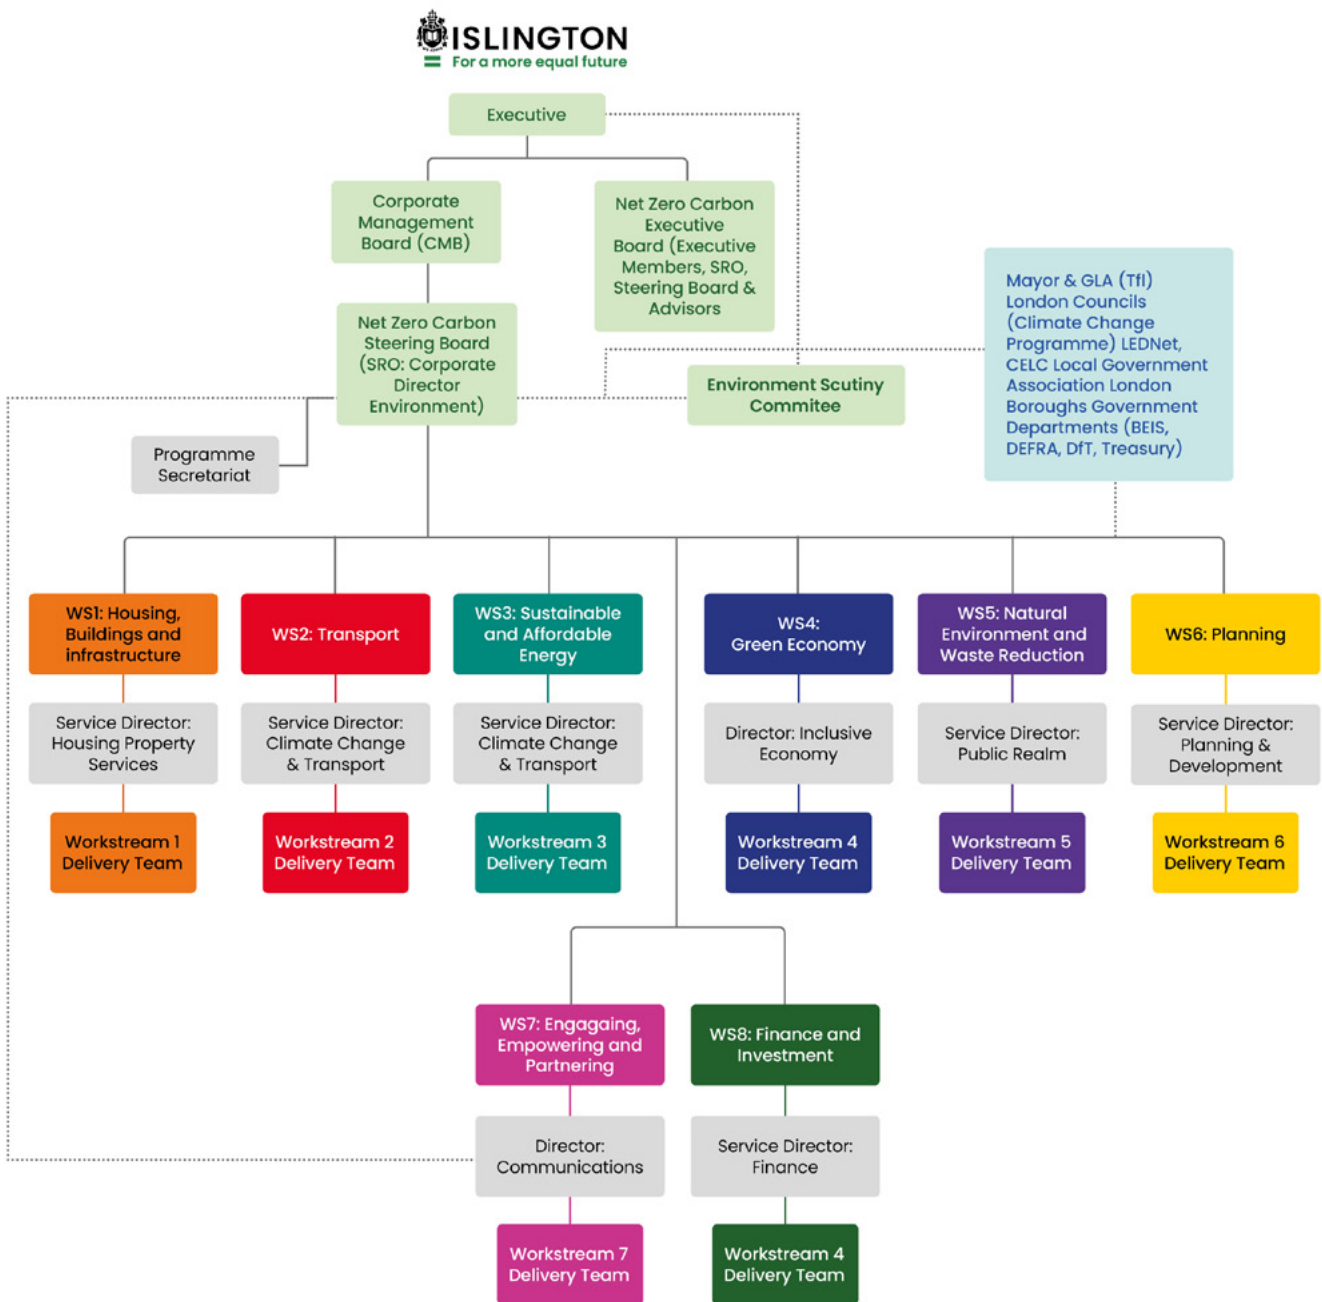 ISLINGTON
For a more equal future
Executive
Corporate
Management
Board (CMB)
Net Zero Carbon
Executive
Board (Executive
Members, SRO,
Steering Board &
Advisors
Mayor & GLA (Tfl)
London Councils
(Climate Change
Programme) LEDNet,
CELC Local Government
Association London
Boroughs Government
Departments (BEIS,
DEFRA, DfT, Treasury)
Net Zero Carbon
Steering Board
(SRO: Corporate
Director
Environment)
Environment Scutiny
Commitee
Programme
Secretariat
WS1: Housing,
Buildings and
infrastructure
WS2: Transport
WS3: Sustainable
and Affordable
Energy
WS4:
Green Economy
WS5: Natural
Environment and
Waste Reduction
WS6: Planning
Service Director:
Housing Property
Services
Service Director:
Climate Change
& Transport
Service Director:
Climate Change
& Transport
Director: Inclusive
Economy
Service Director:
Public Realm
Service Director:
Planning &
Development
Workstream 1
Delivery Team
Workstream 2
Delivery Team
Workstream 3
Delivery Team
Workstream 4
Delivery Team
Workstream 5
Delivery Team
Workstream 6
Delivery Team
WS7: Engagaing,
Empowering and
Partnering
WS8: Finance and
Investment
Director:
Communications
Service Director:
Finance
Workstream 7
Delivery Team
Workstream 4
Delivery Team